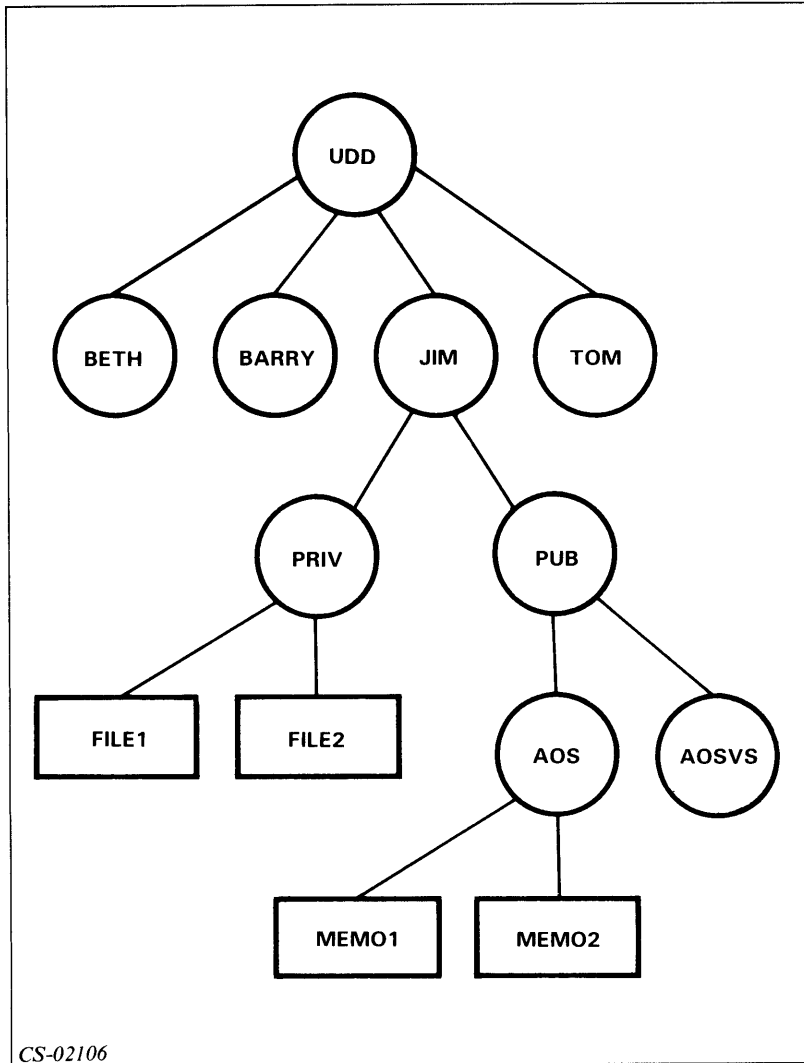 UDD
BETH BARRY JIM TOM
PRIV PUB
FILE1 FILE2 AOS AOSVS
MEMO1 MEMO2
CS-02106